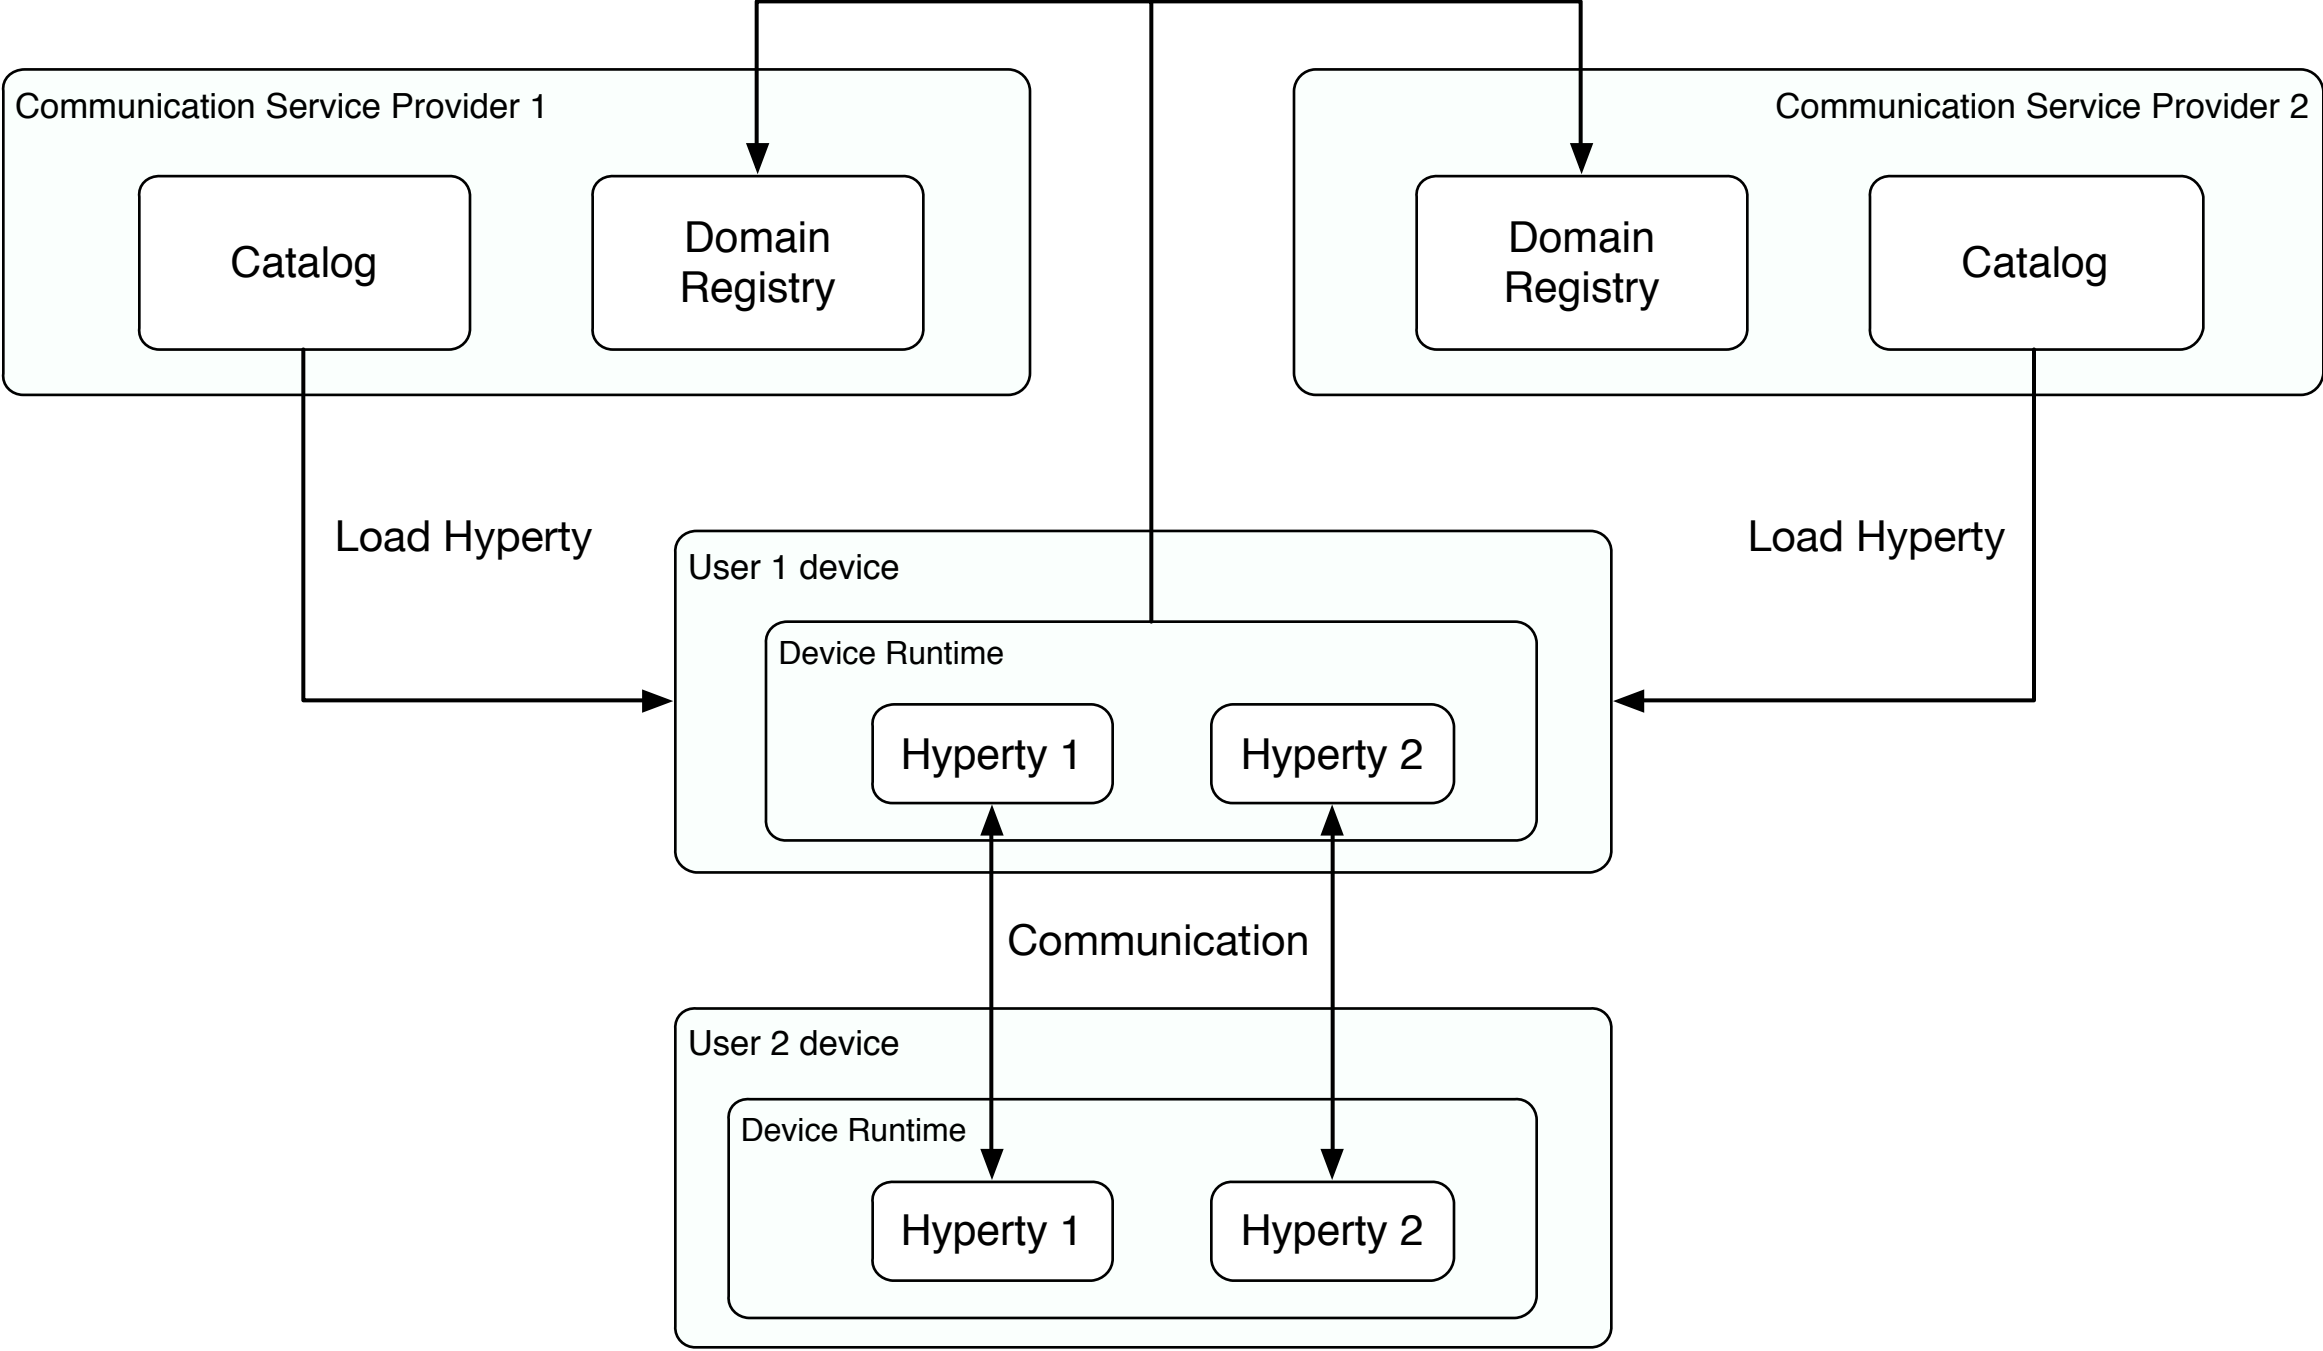 Communication Service Provider 1
Communication Service Provider 2
Catalog
Domain
Registry
Domain
Registry
Catalog
Load Hyperty
Load Hyperty
User 1 device
Device Runtime
Hyperty 1
Hyperty 2
Communication
User 2 device
Device Runtime
Hyperty 1
Hyperty 2